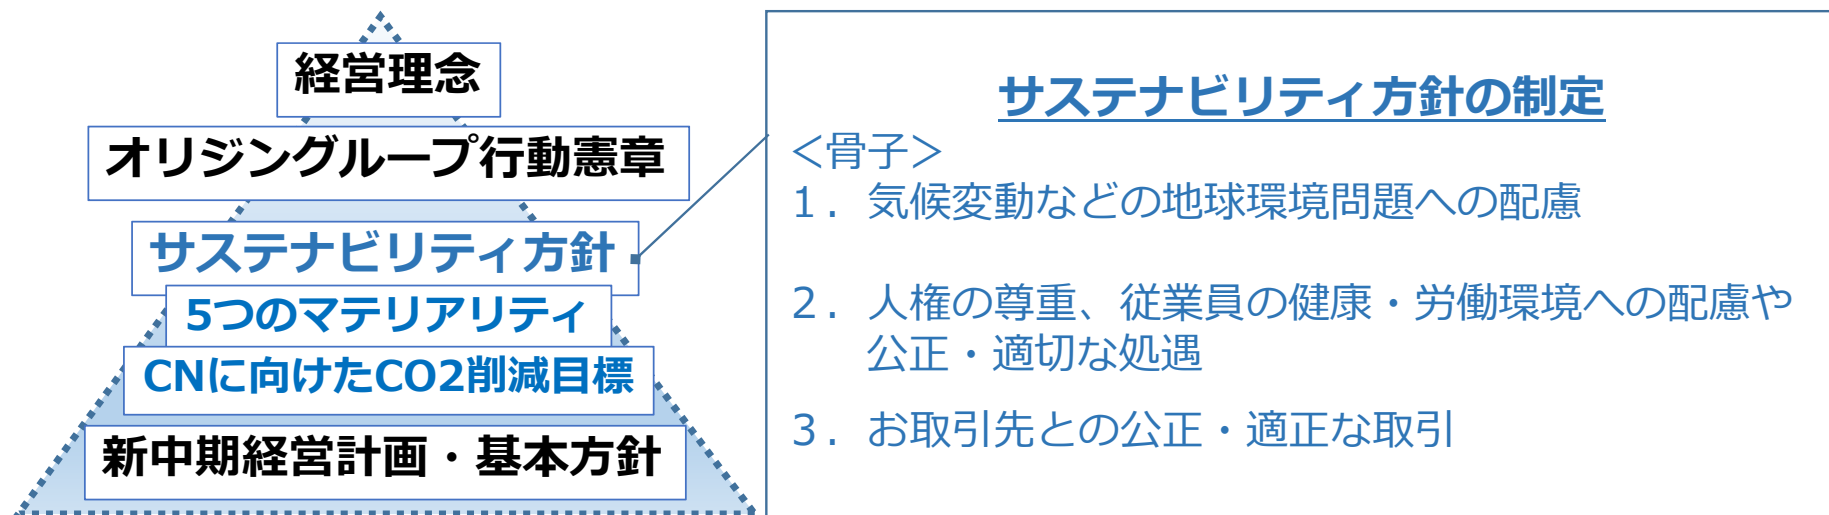 経営理念
オリジングループ行動憲章
サステナビリティ方針
5つのマテリアリティ
CNに向けたCO2削減目標
新中期経営計画・基本方針
サステナビリティ方針の制定
＜骨子＞
１．気候変動などの地球環境問題への配慮
２．人権の尊重、従業員の健康・労働環境への配慮や
公正・適切な処遇
３．お取引先との公正・適正な取引